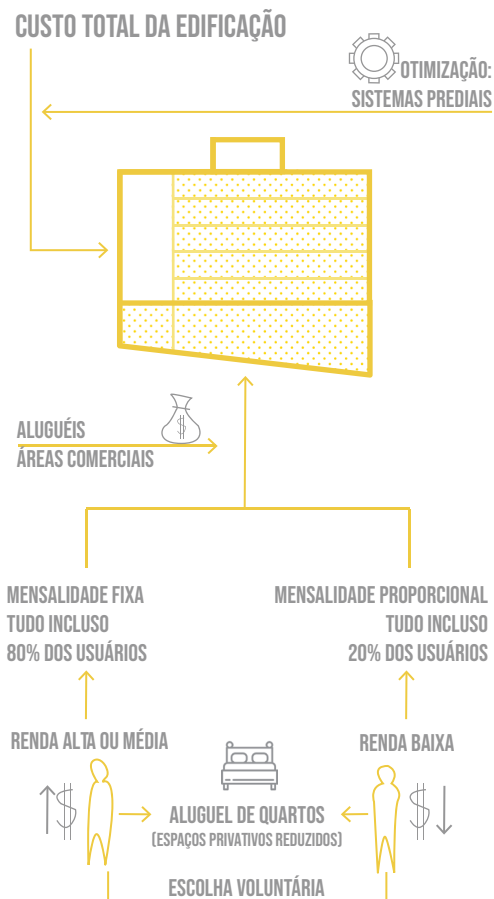 CUSTO TOTAL DA EDIFICAÇÃO
OTIMIZAÇÃO:
SISTEMAS PREDIAIS
ALUGUÉIS
$
ÁREAS COMERCIAIS
MENSALIDADE FIXA
TUDO INCLUSO
80% DOS USUÁRIOS
MENSALIDADE PROPORCIONAL
TUDO INCLUSO
20% DOS USUÁRIOS
RENDA ALTA OU MÉDIA
RENDA BAIXA
$
$
ALUGUEL DE QUARTOS
(ESPAÇOS PRIVATIVOS REDUZIDOS)
ESCOLHA VOLUNTÁRIA